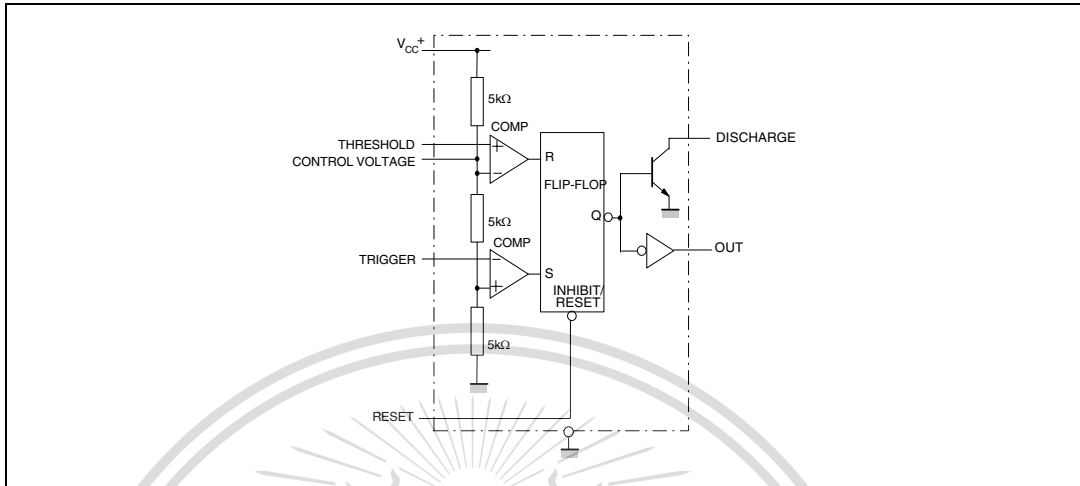 VCC+
5kΩ
COMP
THRESHOLD
CONTROL VOLTAGE
+
-
R
FLIP-FLOP
DISCHARGE
5kΩ
Q
COMP
OUT
TRIGGER
-
+
S
INHIBIT/
RESET
5kΩ
RESET